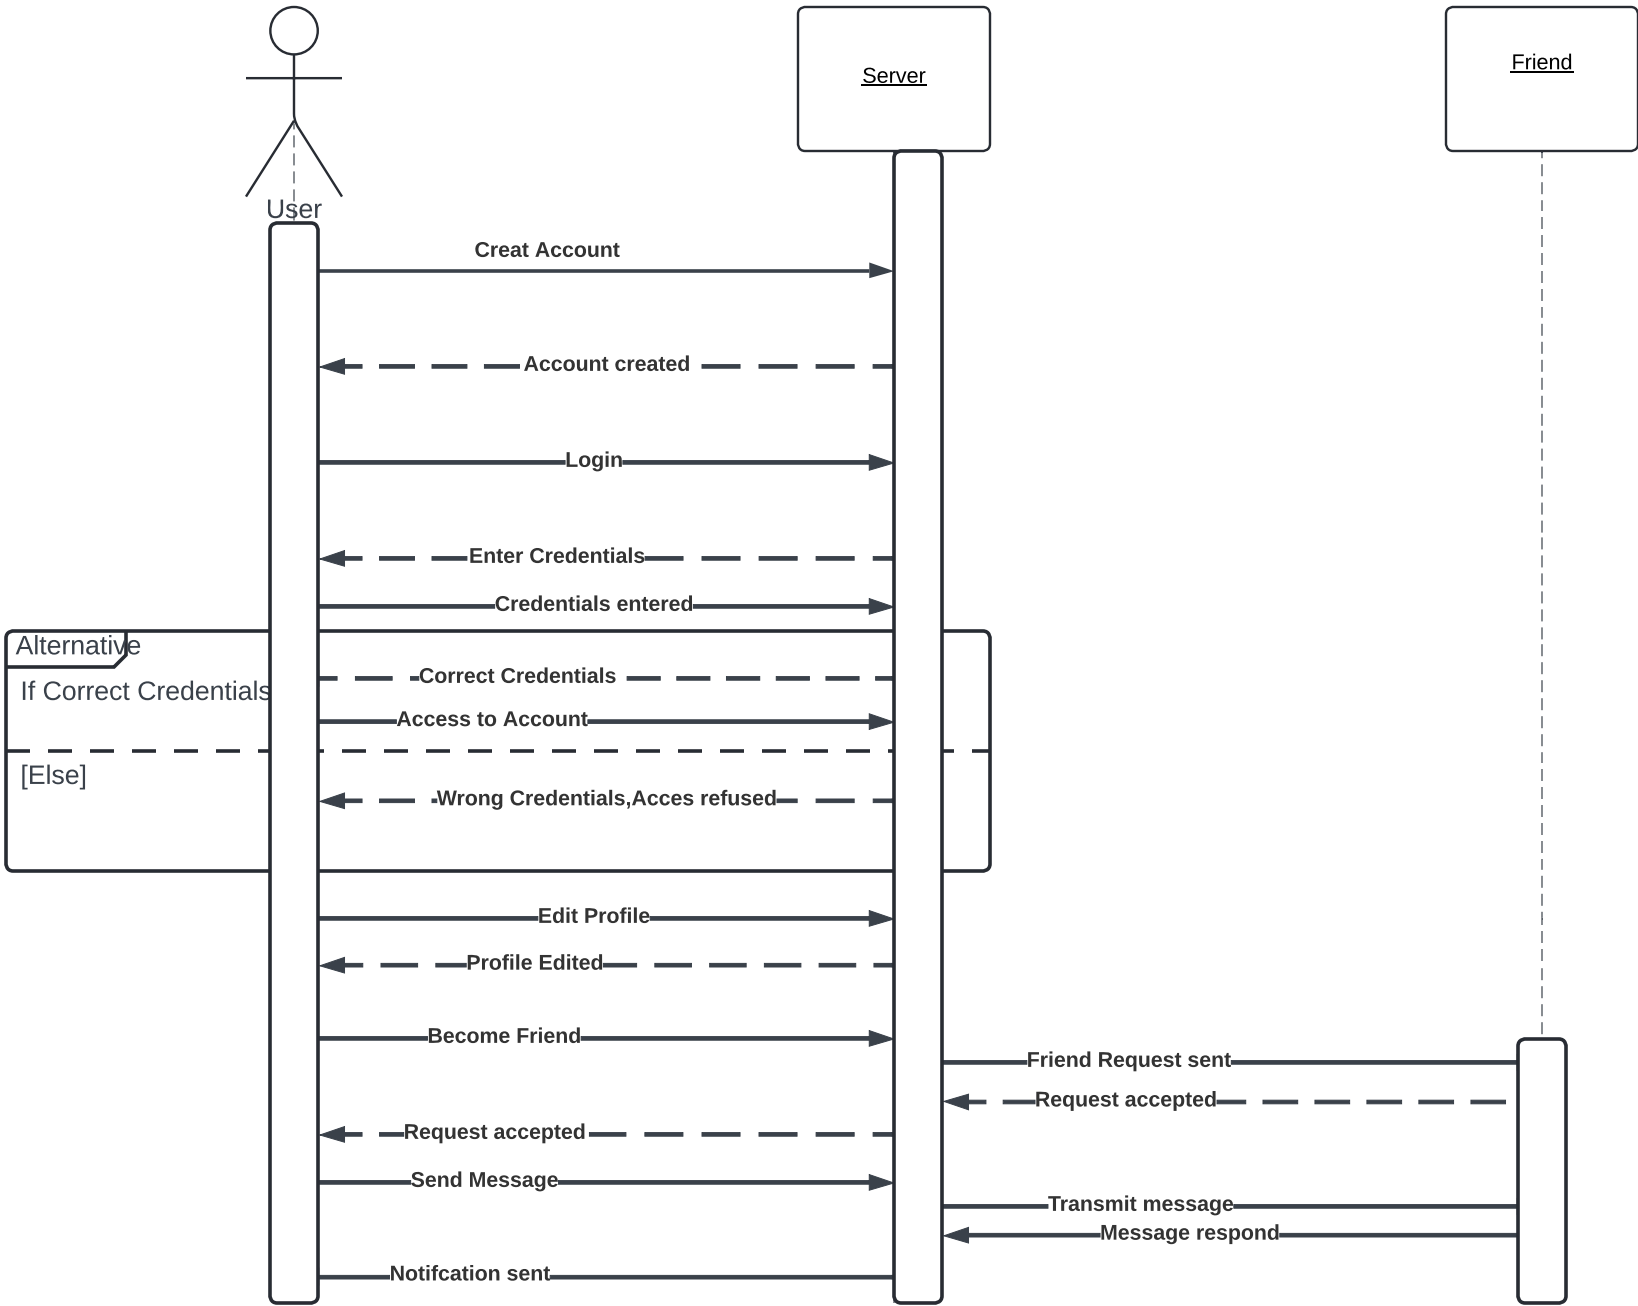 Server
Friend
User
Creat Account
Account created
Login
Enter Credentials
Credentials entered
Alternative
Correct Credentials
If Correct Credentials
Access to Account
[Else]
Wrong Credentials,Acces refused
Edit Profile
Profile Edited
Become Friend
Friend Request sent
Request accepted
Request accepted
Send Message
Transmit message
Message respond
Notifcation sent